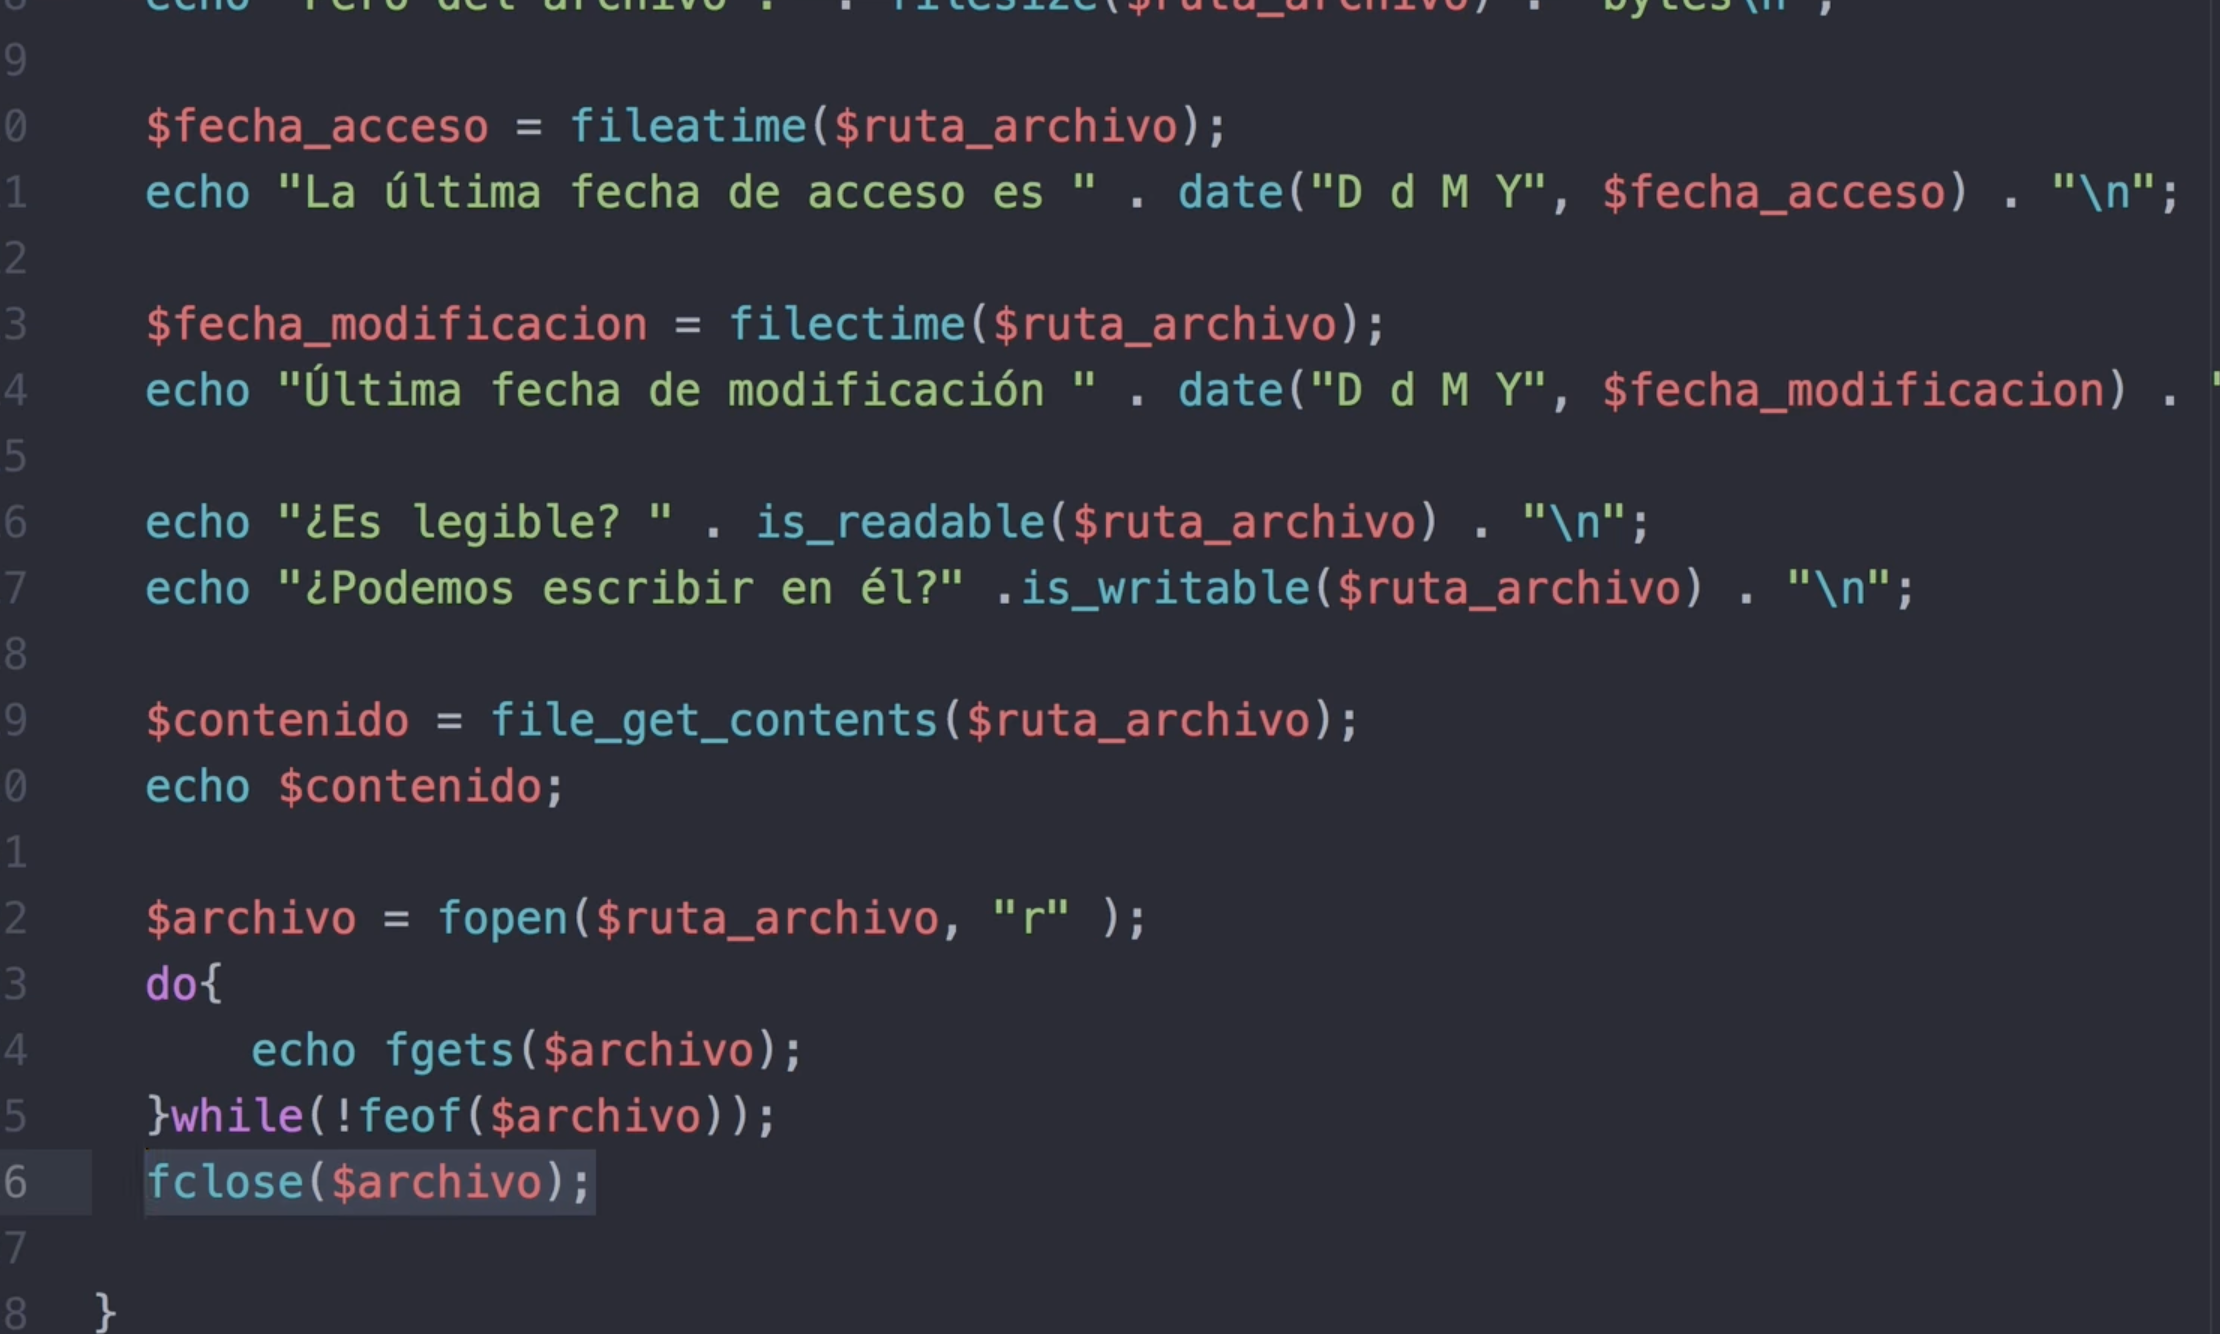 8 echo "Pero del archivo : " . filesize($ruta_archivo) . "bytes\n";
9
0 $fecha_acceso = fileatime($ruta_archivo);
1 echo "La última fecha de acceso es " . date("D d M Y", $fecha_acceso) . "\n";
2
3 $fecha_modificacion = filectime($ruta_archivo);
4 echo "Última fecha de modificación " . date("D d M Y", $fecha_modificacion) . "
5
6 echo "¿Es legible? " . is_readable($ruta_archivo) . "\n";
7 echo "¿Podemos escribir en él?" .is_writable($ruta_archivo) . "\n";
8
9 $contenido = file_get_contents($ruta_archivo);
0 echo $contenido;
1
2 $archivo = fopen($ruta_archivo, "r" );
3 do{
4 echo fgets($archivo);
5 }while(!feof($archivo));
6 fclose($archivo);
7
8 }